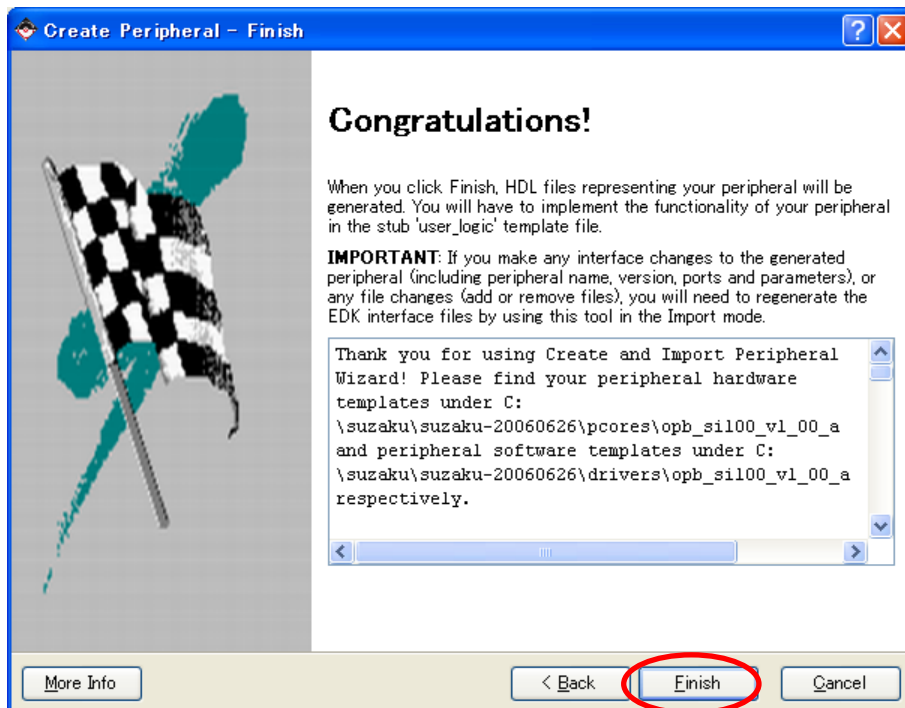 Create Peripheral - Finish
Congratulations!
When you click Finish, HDL files representing your peripheral will be
generated. You will have to implement the functionality of your peripheral
in the stub 'user_logic' template file.
IMPORTANT: If you make any interface changes to the generated
peripheral (including peripheral name, version, ports and parameters), or
any file changes (add or remove files), you will need to regenerate the
EDK interface files by using this tool in the Import mode.
Thank you for using Create and Import Peripheral
Wizard! Please find your peripheral hardware
templates under C:
\suzaku\suzaku-20060626\pcores\opb_sil00_v1_00_a
and peripheral software templates under C:
\suzaku\suzaku-20060626\drivers\opb_sil00_v1_00_a
respectively.
More Info
< Back
Finish
Cancel